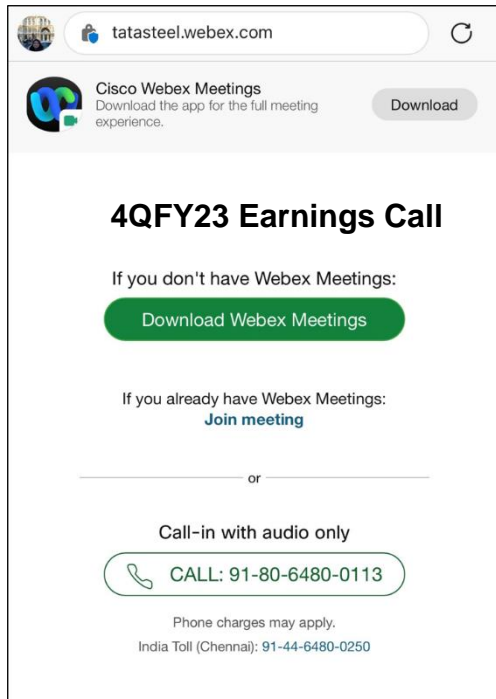 tatasteel.webex.com
Cisco Webex Meetings
Download the app for the full meeting
experience.
Download
4QFY23 Earnings Call
If you don't have Webex Meetings:
Download Webex Meetings
If you already have Webex Meetings:
Join meeting
or
Call-in with audio only
CALL: 91-80-6480-0113
Phone charges may apply.
India Toll (Chennai): 91-44-6480-0250